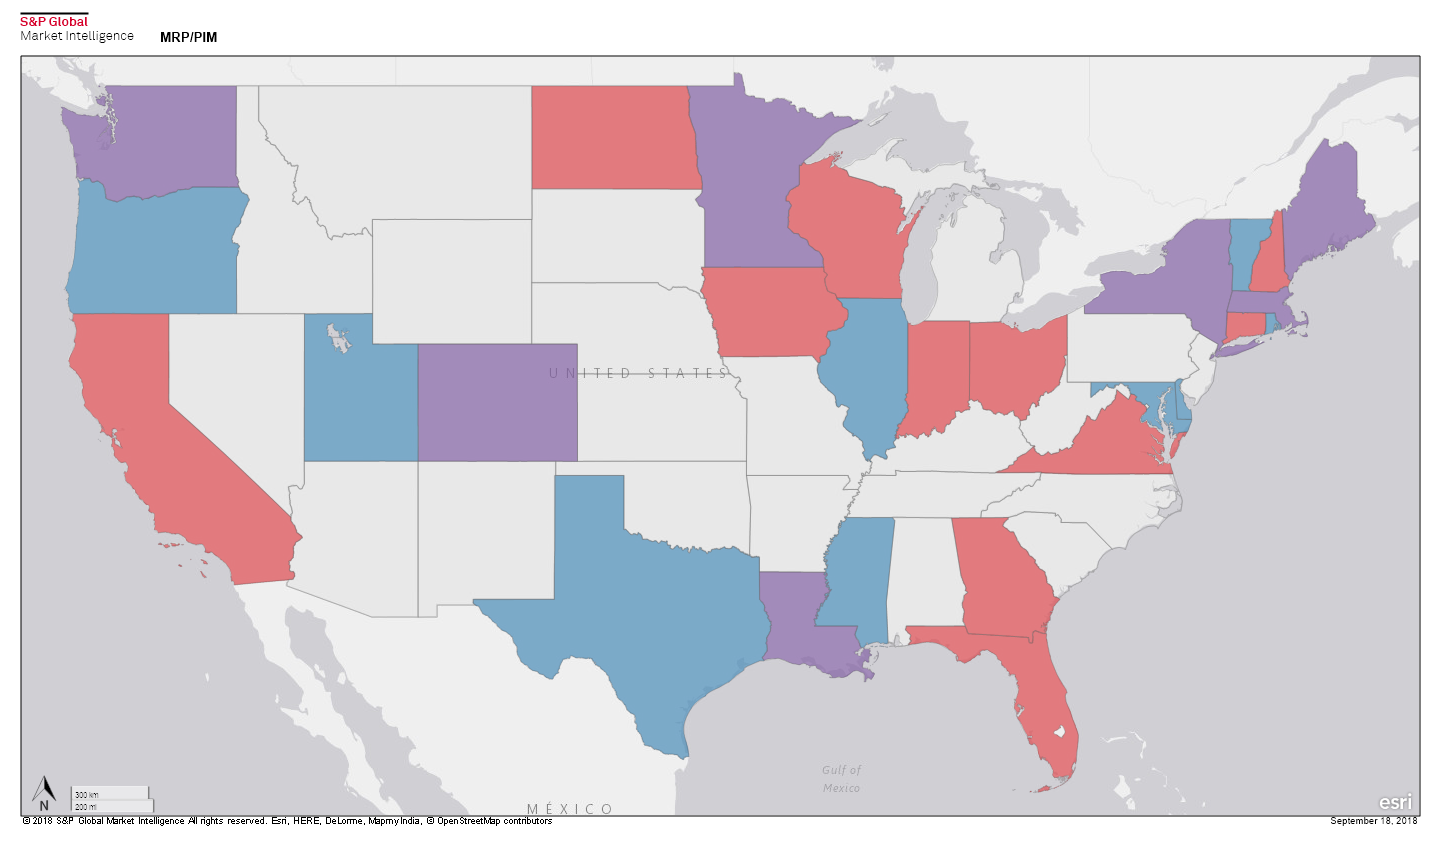 S&P Global
Market Intelligence
MRP/PIM
UNITED STATES
Gulf of
Mexico
MÉXICO
N
300 km
200 mi
esri
© 2018 S&P Global Market Intelligence All rights reserved. Esri, HERE, DeLorme, MapmyIndia, © OpenStreetMap contributors
September 18, 2018